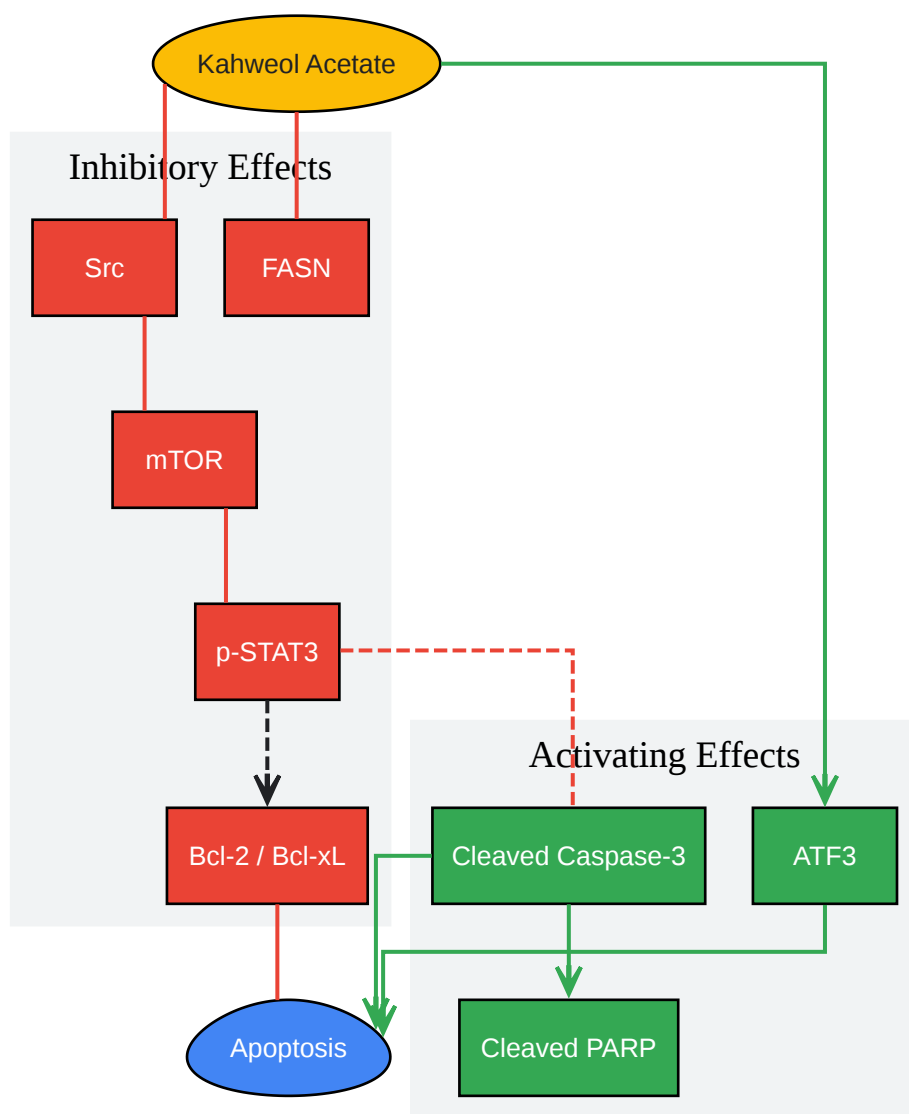 Kahweol Acetate
Inhibitory Effects
Src
FASN
mTOR
p-STAT3
Activating Effects
Bcl-2 / Bcl-xL
Cleaved Caspase-3
ATF3
Apoptosis
Cleaved PARP